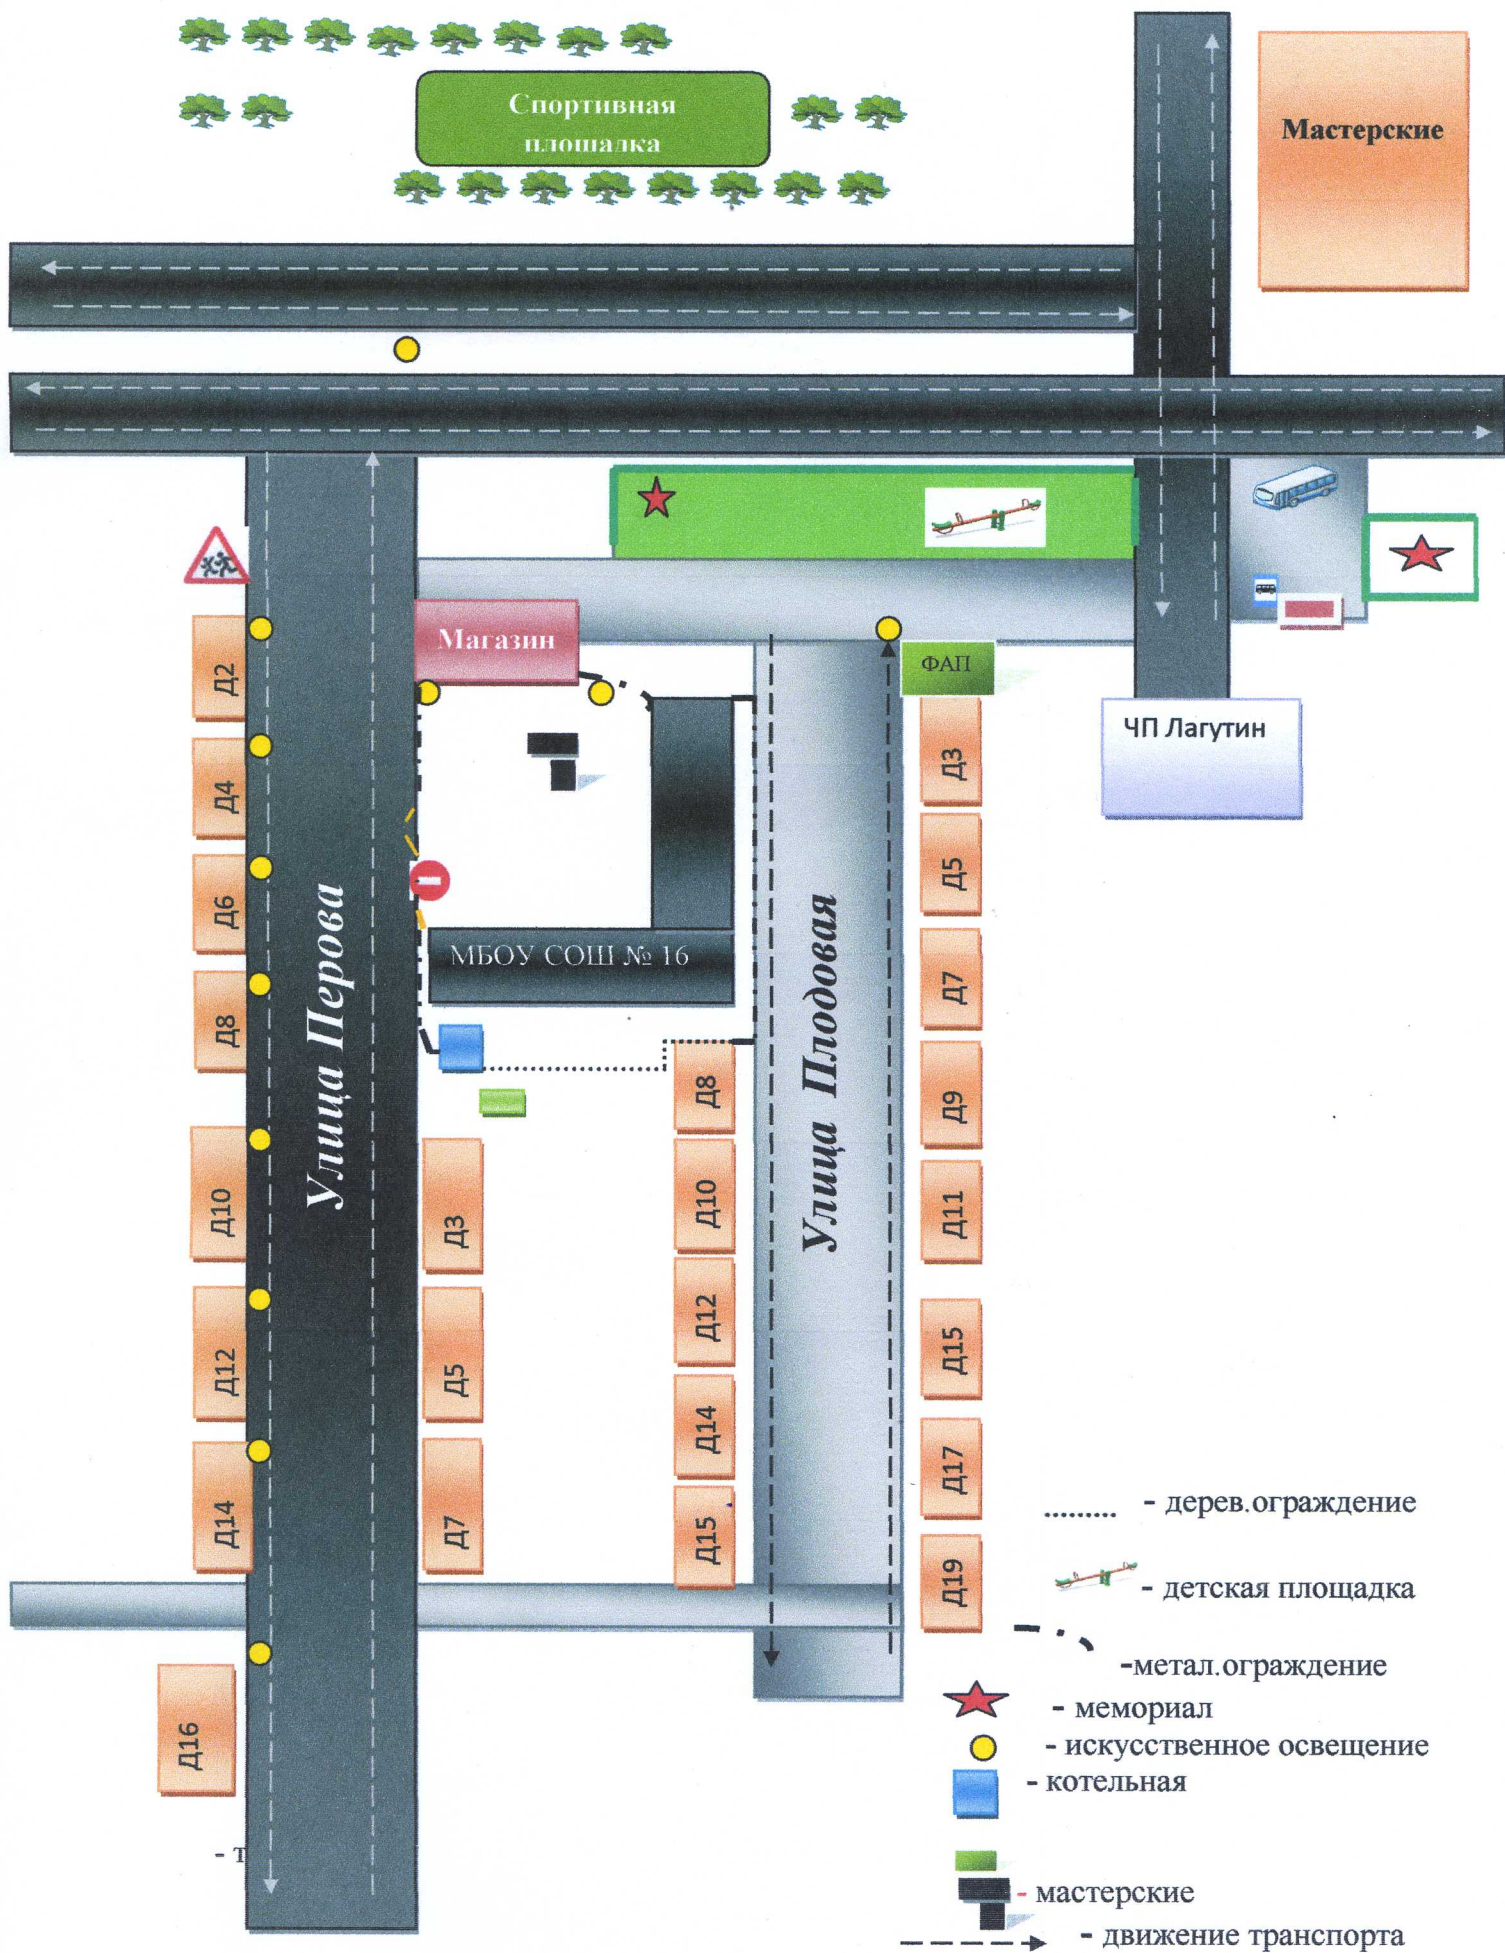 Спортивная
площадка
Мастерские
Магазин
ФАП
ЧП Лагутин
Д2
Д4
Д6
Д8
Д10
Д12
Д14
Д16
Улица Перова
МБОУ СОШ № 16
Д3
Д5
Д7
Д8
Д10
Д12
Д14
Д15
Улица Плодовая
Д3
Д5
Д7
Д9
Д11
Д15
Д17
Д19
- дерев.ограждение
- детская площадка
-метал.ограждение
- мемориал
- искусственное освещение
- котельная
- т
- мастерские
- движение транспорта